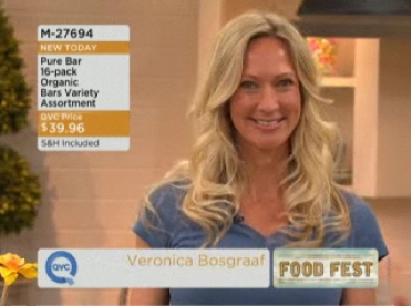 M-27694
NEW TODAY
Pure Bar
16-pack
Organic
Bars Variety
Assortment
QVC Price
$39.96
S&H Included
QVC
Veronica Bosgraaf
FOOD FEST